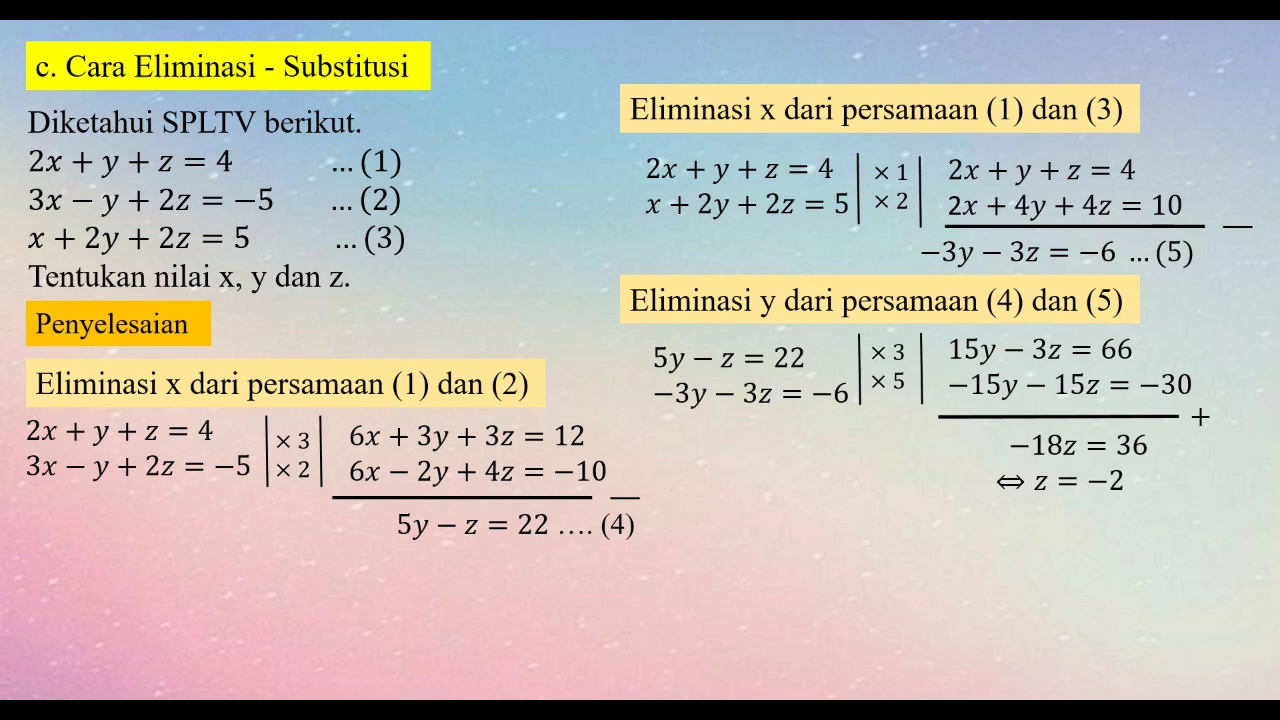 c. Cara Eliminasi - Substitusi
Diketahui SPLTV berikut.
2x + y + z = 4 ... (1)
3x − y + 2z = −5 ... (2)
x + 2y + 2z = 5 ... (3)
Tentukan nilai x, y dan z.
Penyelesaian
Eliminasi x dari persamaan (1) dan (2)
2x + y + z = 4 | × 3 | 6x + 3y + 3z = 12
3x − y + 2z = −5 | × 2 | 6x − 2y + 4z = −10
—
5y − z = 22 .... (4)
Eliminasi x dari persamaan (1) dan (3)
2x + y + z = 4 | × 1 | 2x + y + z = 4
x + 2y + 2z = 5 | × 2 | 2x + 4y + 4z = 10
—
−3y − 3z = −6 ... (5)
Eliminasi y dari persamaan (4) dan (5)
5y − z = 22 | × 3 | 15y − 3z = 66
−3y − 3z = −6 | × 5 | −15y − 15z = −30
+
−18z = 36
⇔ z = −2